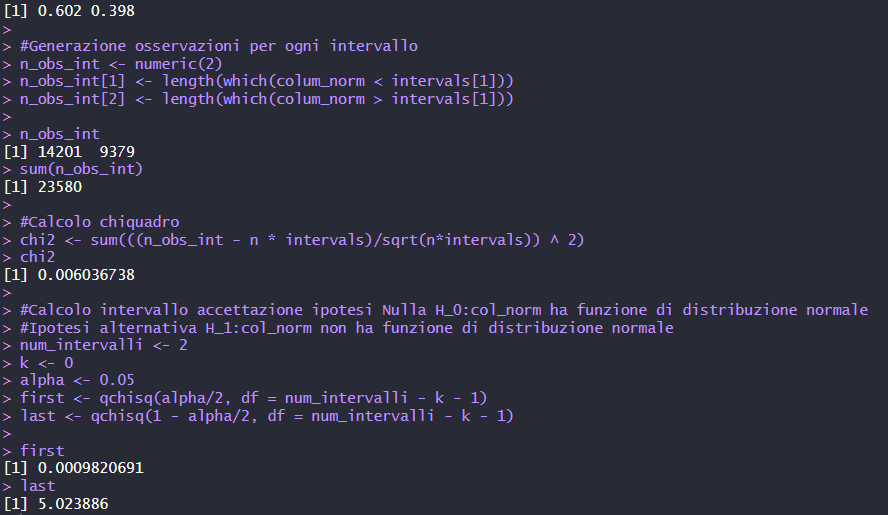 [1] 0.602 0.398
>
> #Generazione osservazioni per ogni intervallo
> n_obs_int <- numeric(2)
> n_obs_int[1] <- length(which(colum_norm < intervals[1]))
> n_obs_int[2] <- length(which(colum_norm > intervals[1]))
>
> n_obs_int
[1] 14201  9379
> sum(n_obs_int)
[1] 23580
>
> #Calcolo chiquadro
> chi2 <- sum(((n_obs_int - n * intervals)/sqrt(n*intervals)) ^ 2)
> chi2
[1] 0.006036738
>
> #Calcolo intervallo accettazione ipotesi Nulla H_0:col_norm ha funzione di distribuzione normale
> #Ipotesi alternativa H_1:col_norm non ha funzione di distribuzione normale
> num_intervalli <- 2
> k <- 0
> alpha <- 0.05
> first <- qchisq(alpha/2, df = num_intervalli - k - 1)
> last <- qchisq(1 - alpha/2, df = num_intervalli - k - 1)
>
> first
[1] 0.0009820691
> last
[1] 5.023886